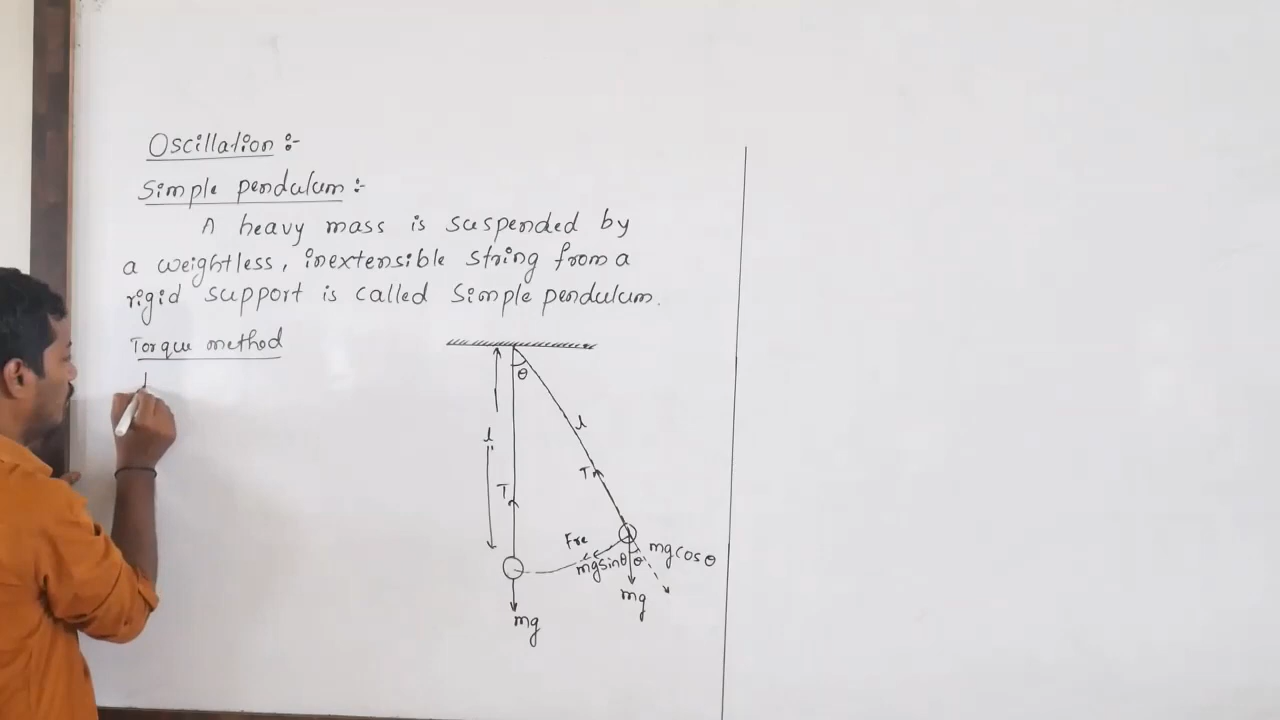 Oscillation :-
Simple pendulum :-
A heavy mass is suspended by
a weightless, inextensible string from a
rigid support is called simple pendulum.
Torque method
θ
l
l
T
T
Fre
mg sinθ
θ
mg cosθ
mg
mg